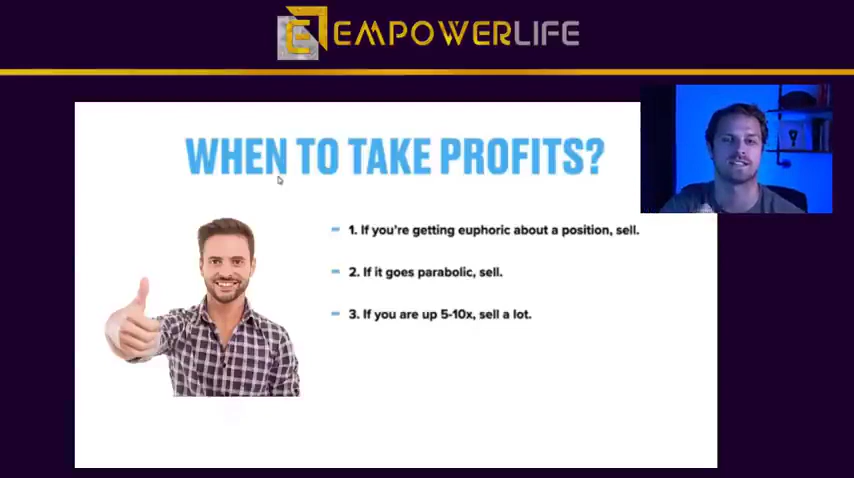 EMPOWERLIFE
WHEN TO TAKE PROFITS?
1. If you're getting euphoric about a position, sell.
2. If it goes parabolic, sell.
3. If you are up 5-10x, sell a lot.